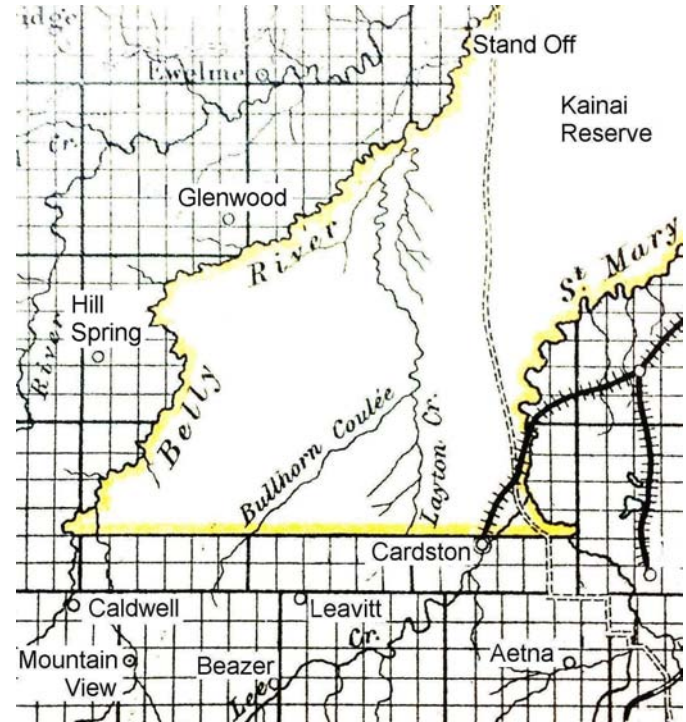 Stand Off
Ewelme
Kainai
Reserve
Cr.
Glenwood
River
St. Mary
Hill
Spring
River
Belly
Bullhorn Coulée
Layton Cr.
Cardston
Caldwell
Leavitt
Cr.
Mountain
View
Beazer
Aetna
Lee